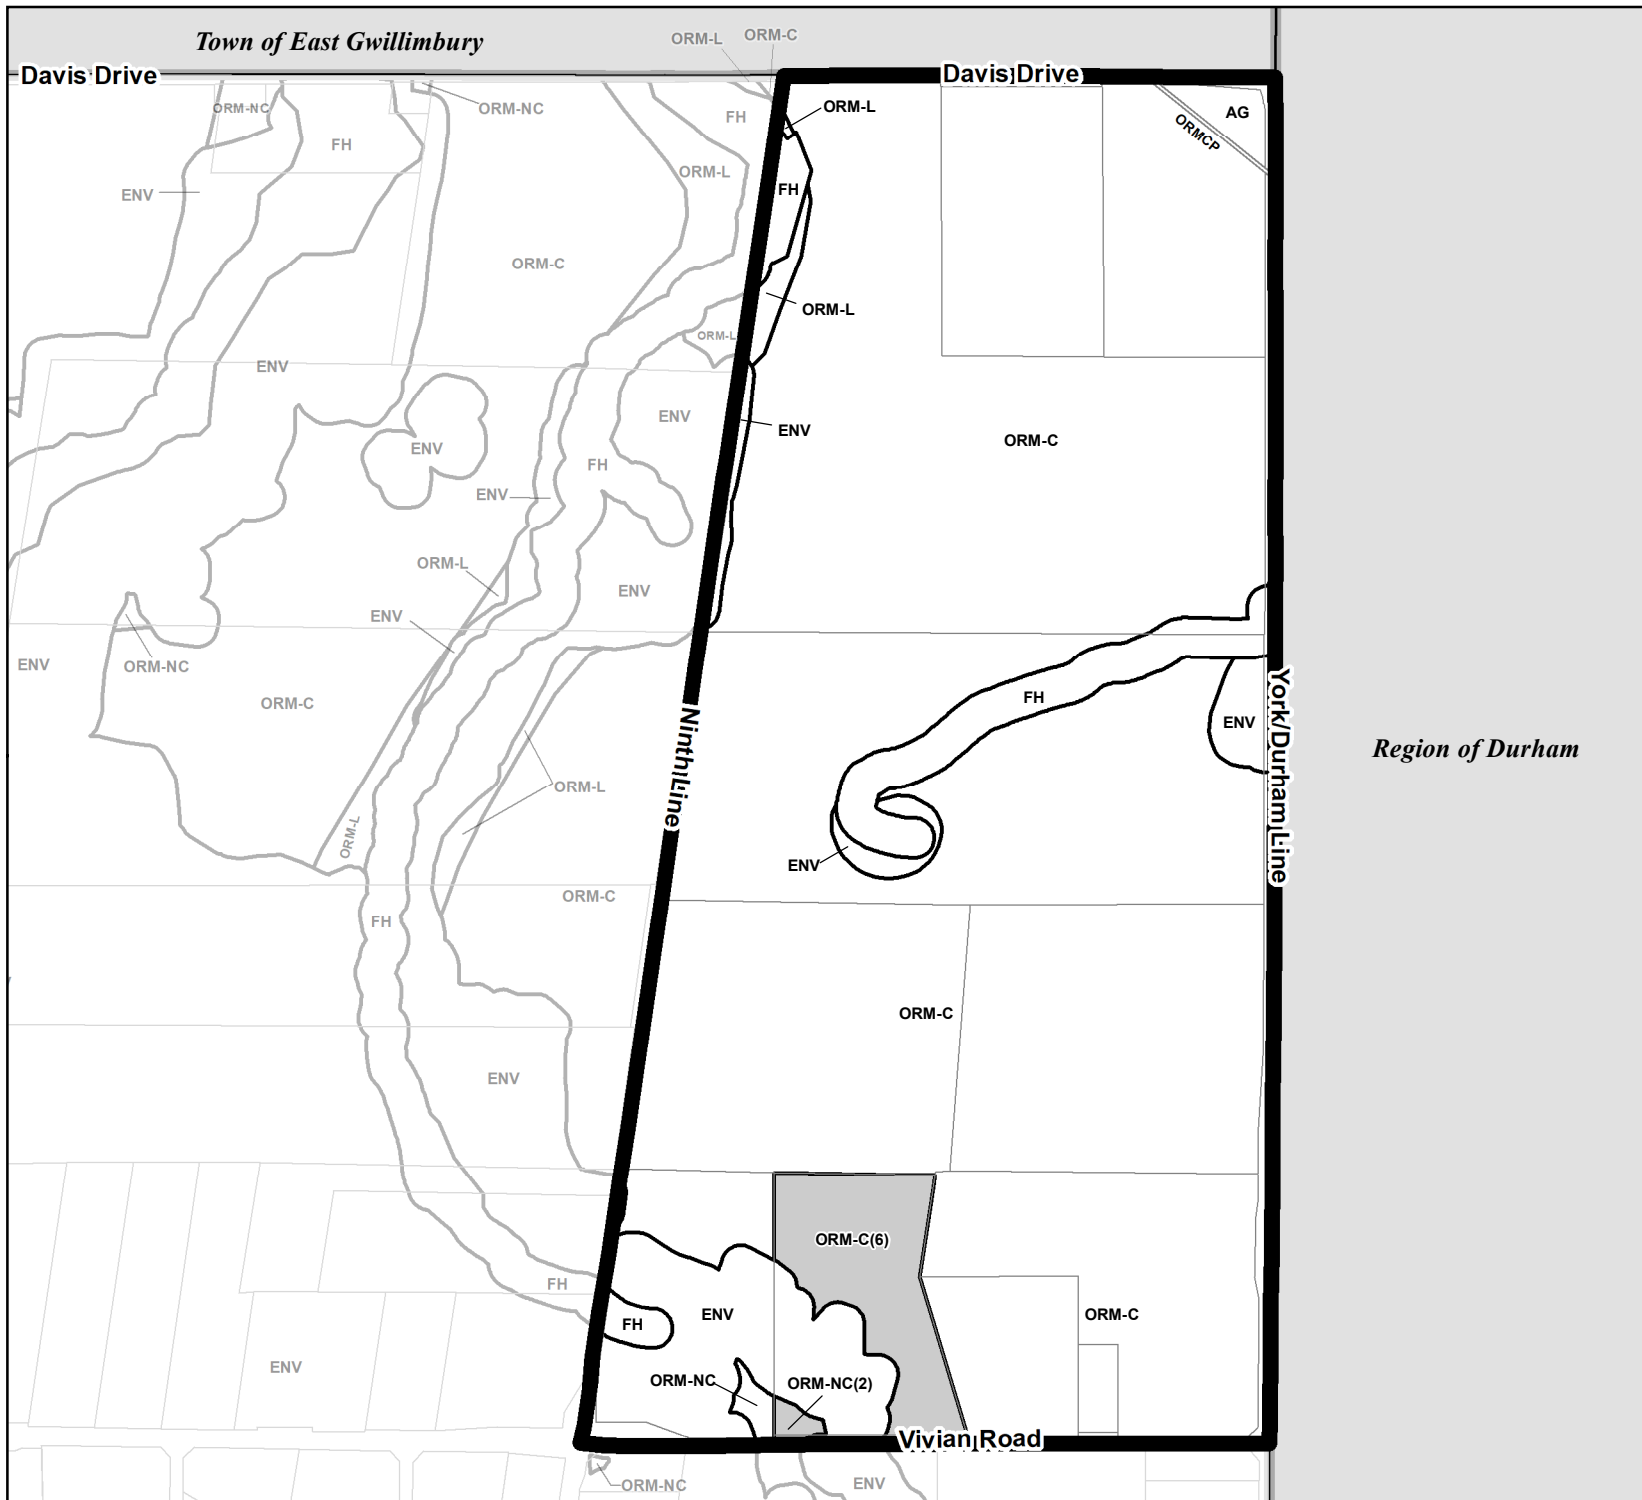 Town of East Gwillimbury
ORM-L
ORM-C
Davis Drive
Davis Drive
ORM-NC
ORM-NC
FH
ORM-L
AG
ORMCP
FH
ENV
ORM-L
FH
ORM-C
ORM-L
ORM-L
ENV
ENV
ENV
ORM-C
ENV
FH
ENV
ORM-L
ENV
ENV
ENV
ORM-NC
ORM-C
FH
ENV
York/Durham Line
Region of Durham
Ninth Line
ORM-L
ORM-L
ENV
ORM-C
FH
ORM-C
ENV
ORM-C(6)
FH
ENV
FH
ORM-C
ENV
ORM-NC
ORM-NC(2)
Vivian Road
ORM-NC
ENV